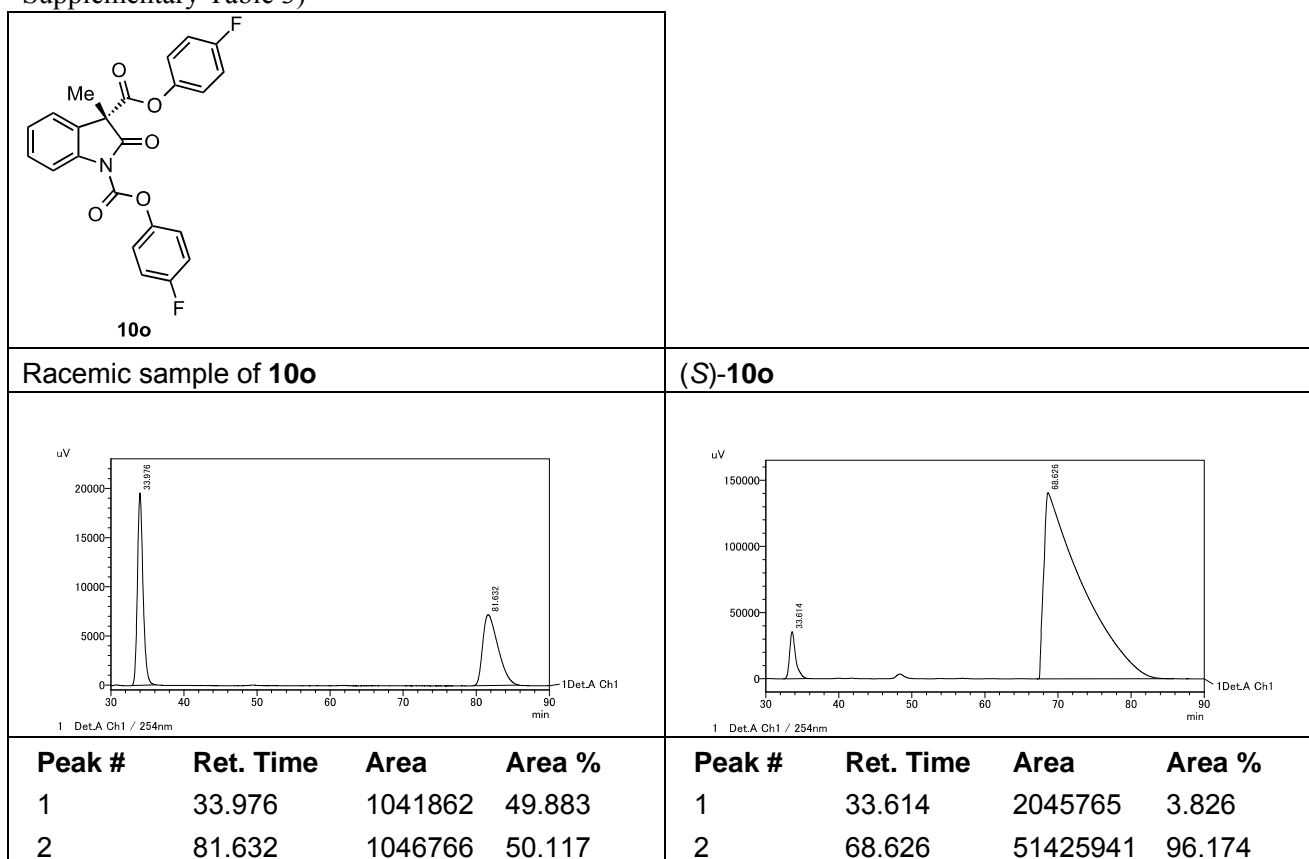 Supplementary Table 3)
F
O
Me
O
O
N
O
O
F
10o
Racemic sample of 10o (S)-10o
uV
33.976
81.632
20000
15000
10000
5000
0
30 40 50 60 70 80 90
min
1Det.A Ch1
1 Det.A Ch1 / 254nm
uV
33.614
68.626
150000
100000
50000
0
30 40 50 60 70 80 90
min
1Det.A Ch1
1 Det.A Ch1 / 254nm
Peak # Ret. Time Area Area % Peak # Ret. Time Area Area %
1 33.976 1041862 49.883 1 33.614 2045765 3.826
2 81.632 1046766 50.117 2 68.626 51425941 96.174